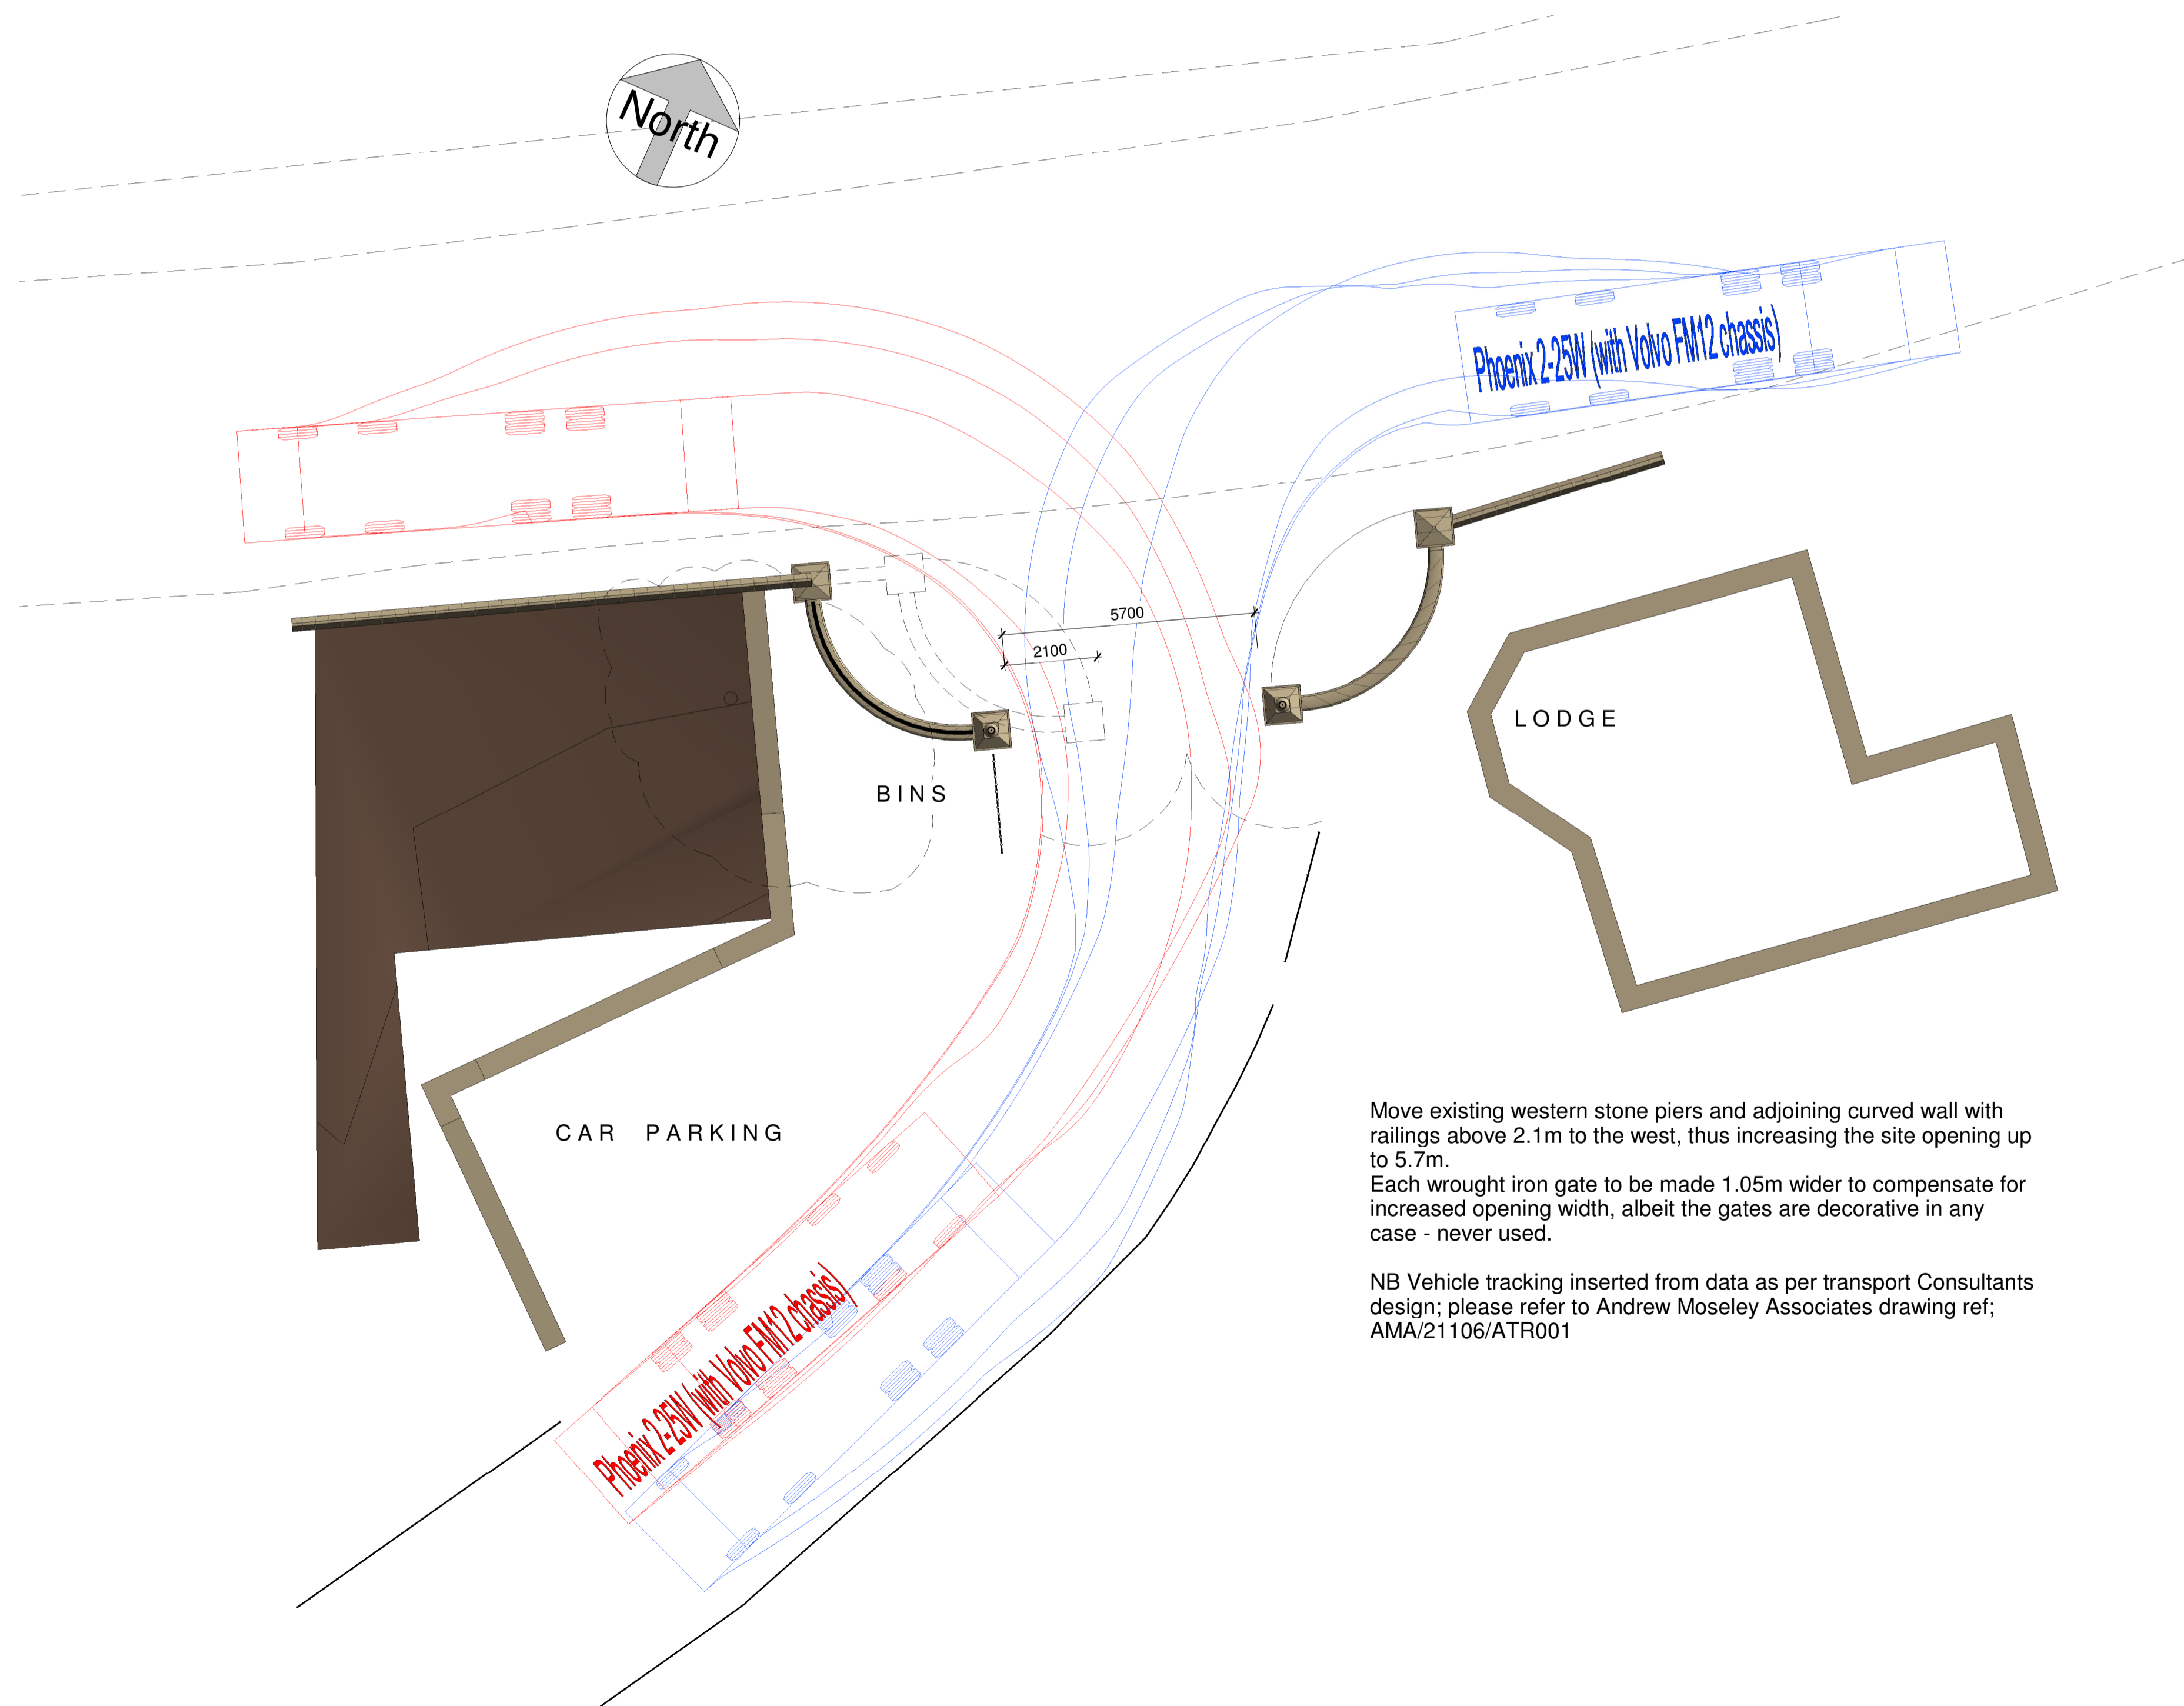 North
Phoenix 2-25W (with Volvo FM12 chassis)
5700
2100
LODGE
BINS
CAR PARKING
Move existing western stone piers and adjoining curved wall with
railings above 2.1m to the west, thus increasing the site opening up
to 5.7m.
Each wrought iron gate to be made 1.05m wider to compensate for
increased opening width, albeit the gates are decorative in any
case - never used.
NB Vehicle tracking inserted from data as per transport Consultants
design; please refer to Andrew Moseley Associates drawing ref;
AMA/21106/ATR001
Phoenix 2-25W (with Volvo FM12 chassis)